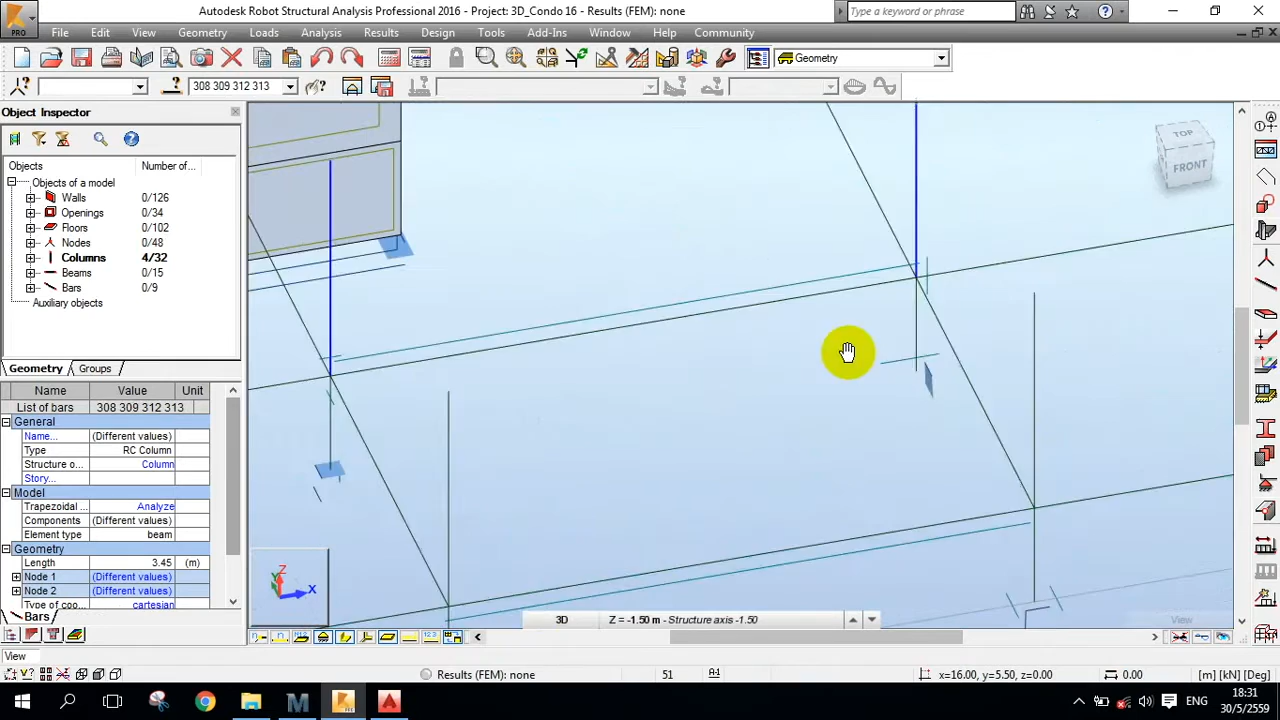 Autodesk Robot Structural Analysis Professional 2016 - Project: 3D_Condo 16 - Results (FEM): none
Type a keyword or phrase
PRO
File Edit View Geometry Loads Analysis Results Design Tools Add-Ins Window Help Community
Geometry
308 309 312 313
Object Inspector
Objects Number of...
Objects of a model
Walls 0/126
Openings 0/34
Floors 0/102
Nodes 0/48
Columns 4/32
Beams 0/15
Bars 0/9
Auxiliary objects
Geometry Groups
Name Value Unit
List of bars 308 309 312 313
General
Name... (Different values)
Type RC Column
Structure o... Column
Story...
Model
Trapezoidal Analyze
Components (Different values)
Element type beam
Geometry
Length 3.45 (m)
Node 1 (Different values)
Node 2 (Different values)
Type of coo... cartesian
Bars
TOP
FRONT
Z
Y
X
3D Z = -1.50 m - Structure axis -1.50
View
View
Results (FEM): none 51 x=16.00, y=5.50, z=0.00 0.00 [m] [kN] [Deg]
ENG
18:31
30/5/2559